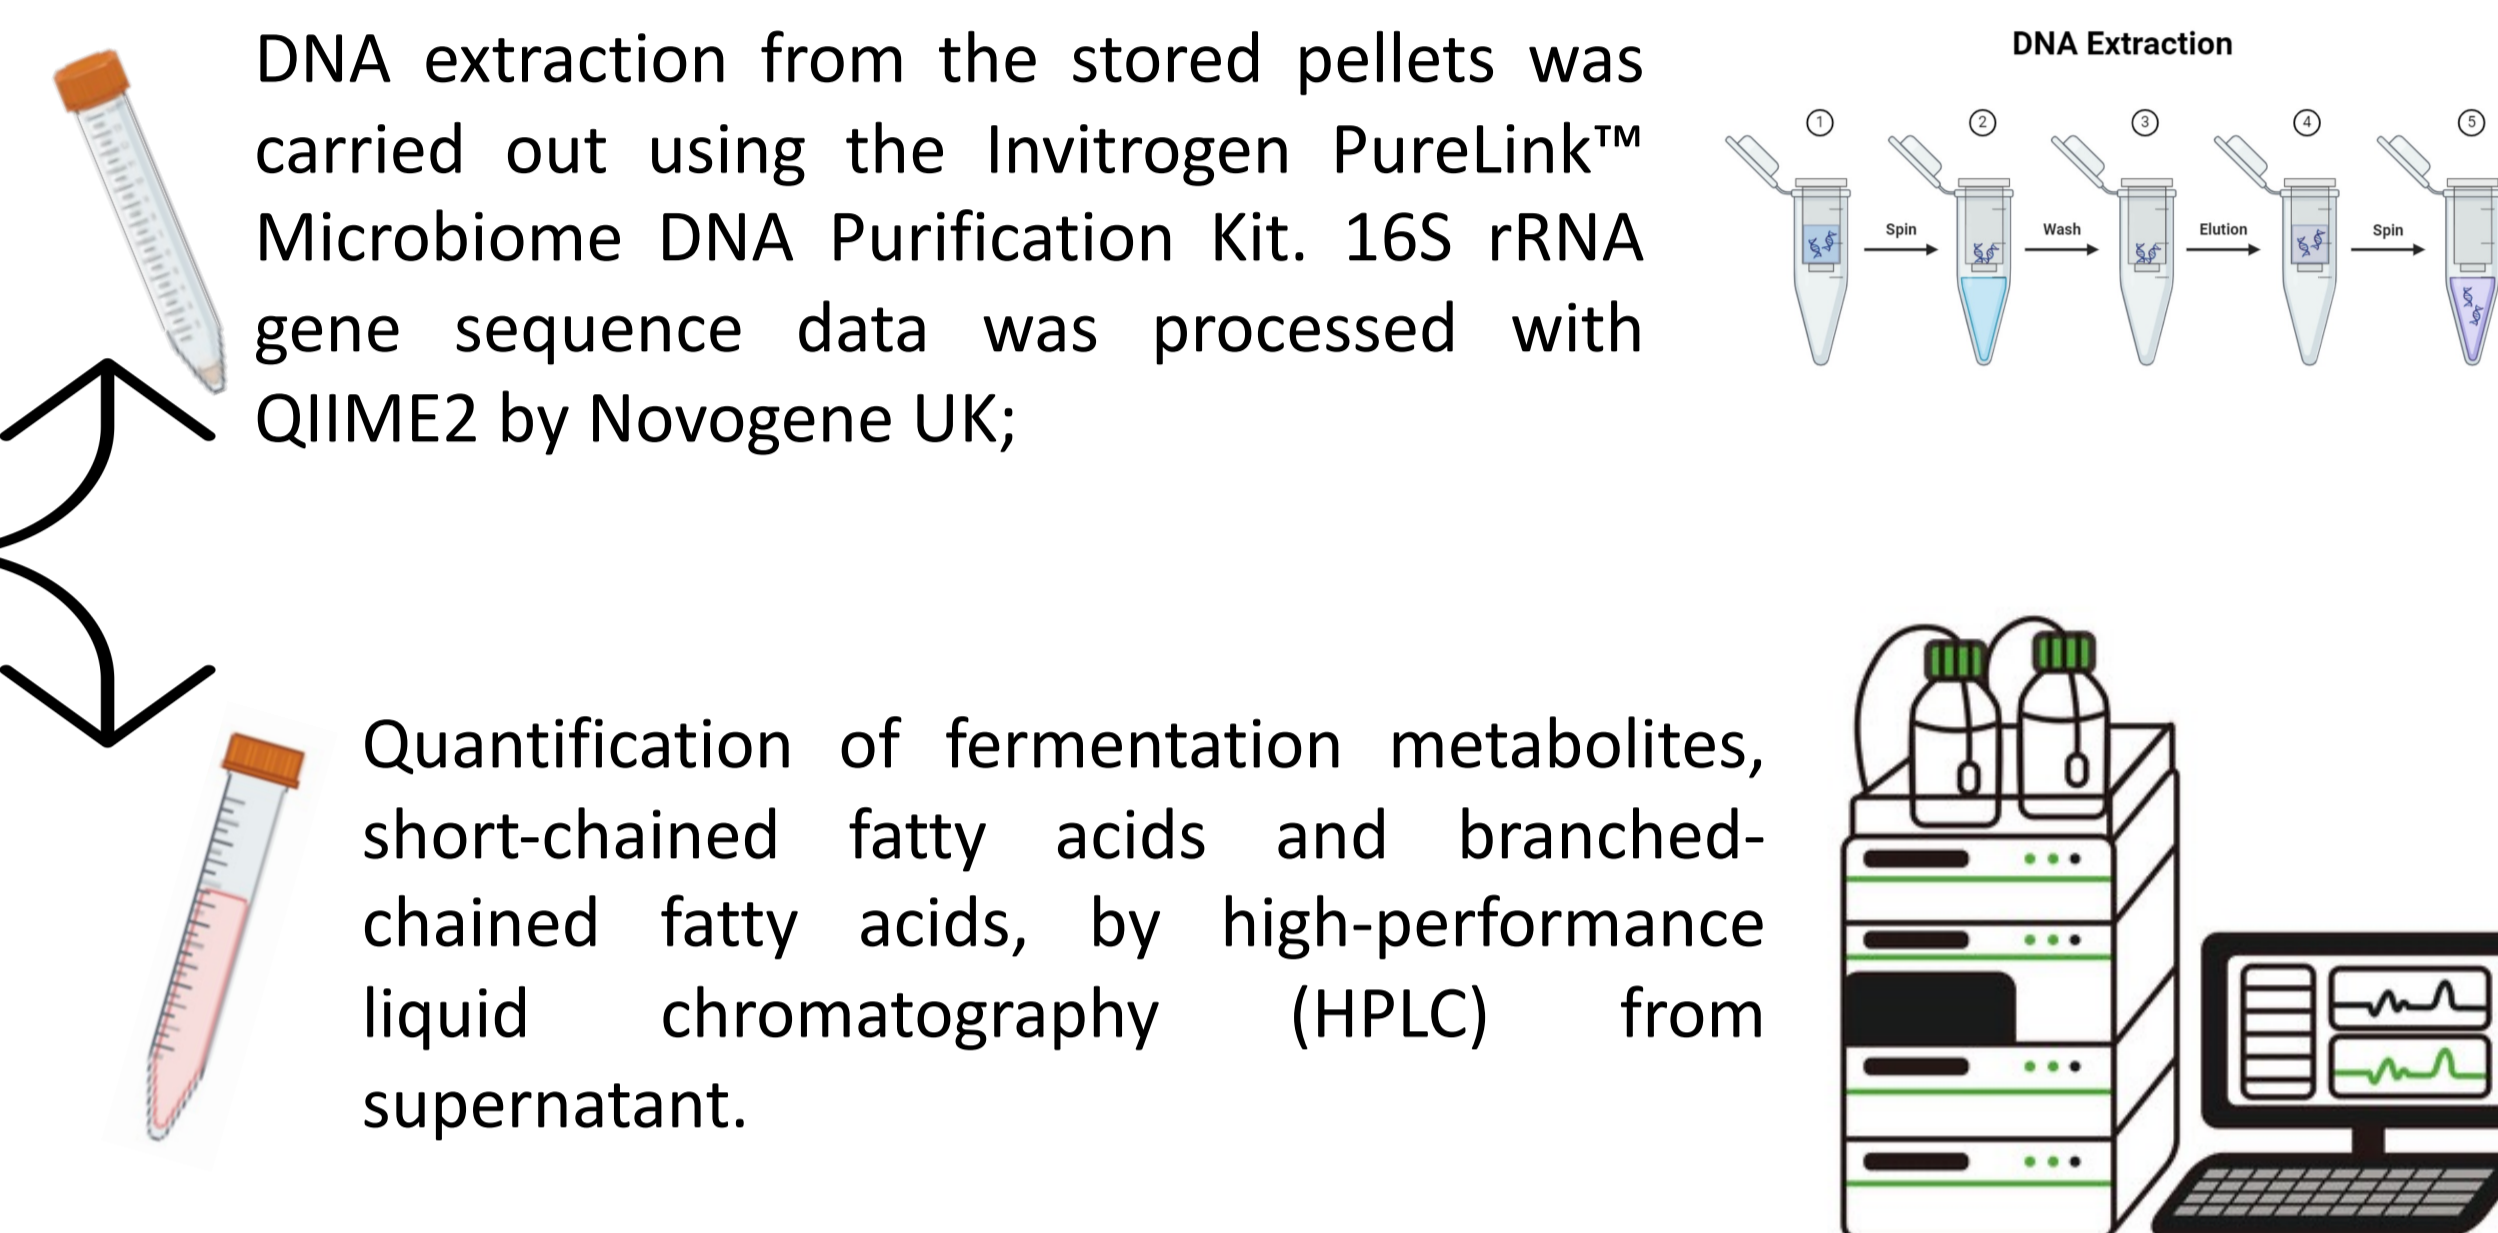 DNA extraction from the stored pellets was
carried out using the Invitrogen PureLink™
Microbiome DNA Purification Kit. 16S rRNA
gene sequence data was processed with
QIIME2 by Novogene UK;
DNA Extraction
1 2 3 4 5
Spin Wash Elution Spin
Quantification of fermentation metabolites,
short-chained fatty acids and branched-
chained fatty acids, by high-performance
liquid chromatography (HPLC) from
supernatant.